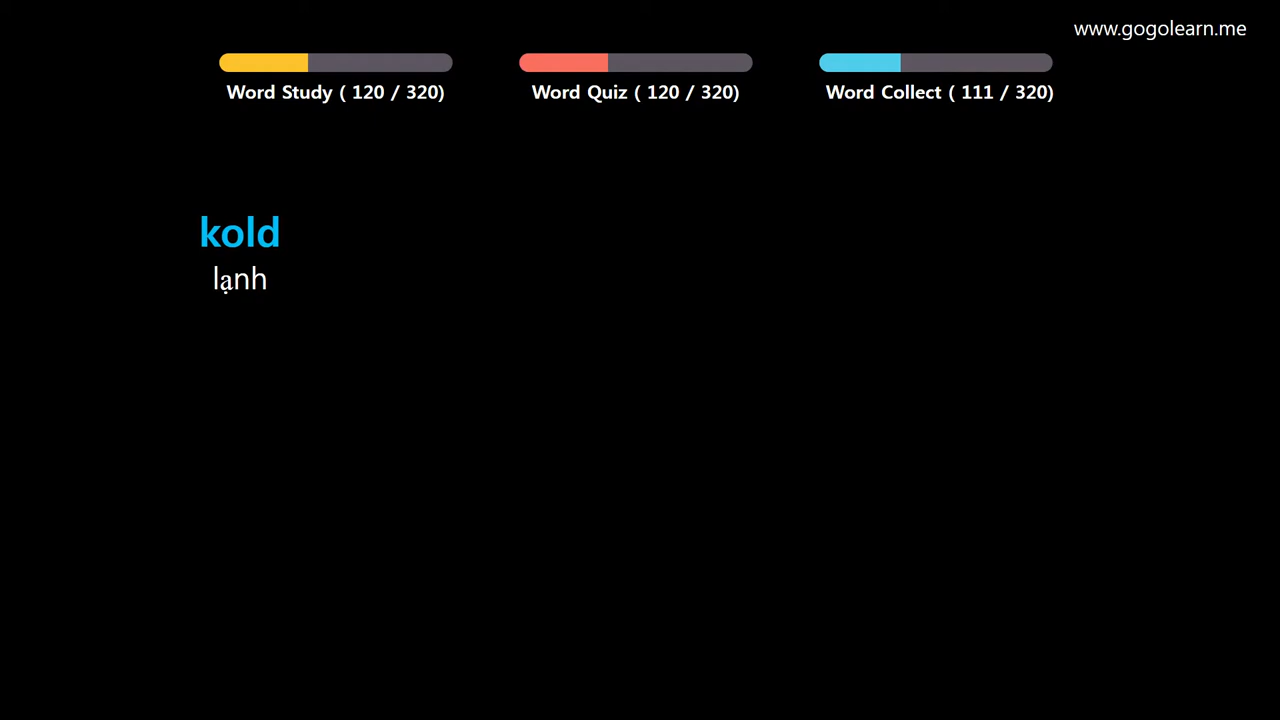 www.gogolearn.me
Word Study ( 120 / 320)
Word Quiz ( 120 / 320)
Word Collect ( 111 / 320)
kold
lạnh